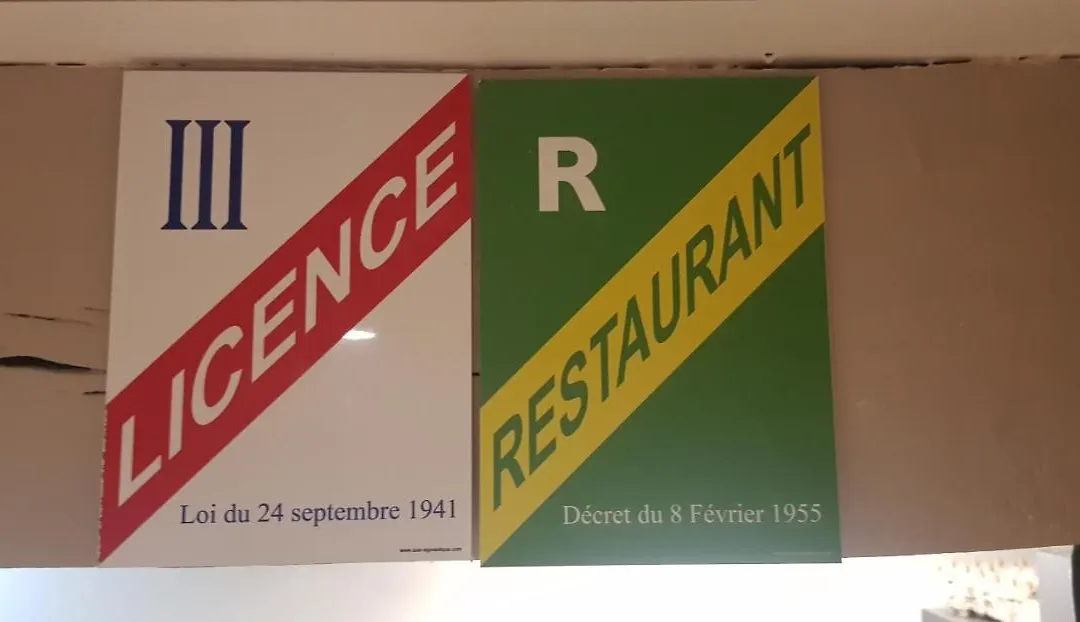 III
LICENCE
Loi du 24 septembre 1941
R
RESTAURANT
Décret du 8 Février 1955